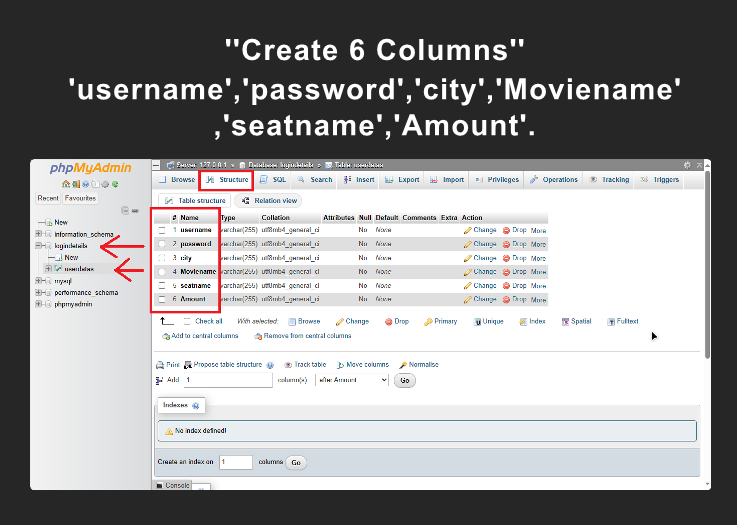 "Create 6 Columns"
'username','password','city','Moviename'
,'seatname','Amount'.
phpMyAdmin
Server: 127.0.0.1 » Database: logindetails » Table: userdatas
Browse Structure SQL Search Insert Export Import Privileges Operations Tracking Triggers
Recent Favourites
Table structure Relation view
New
information_schema
logindetails
New
userdatas
mysql
performance_schema
phpmyadmin
# Name Type Collation Attributes Null Default Comments Extra Action
1 username varchar(255) utf8mb4_general_ci No None Change Drop More
2 password varchar(255) utf8mb4_general_ci No None Change Drop More
3 city varchar(255) utf8mb4_general_ci No None Change Drop More
4 Moviename varchar(255) utf8mb4_general_ci No None Change Drop More
5 seatname varchar(255) utf8mb4_general_ci No None Change Drop More
6 Amount varchar(255) utf8mb4_general_ci No None Change Drop More
Check all With selected: Browse Change Drop Primary Unique Index Spatial Fulltext
Add to central columns Remove from central columns
Print Propose table structure Track table Move columns Normalise
Add 1 column(s) after Amount Go
Indexes
No index defined!
Create an index on 1 columns Go
Console